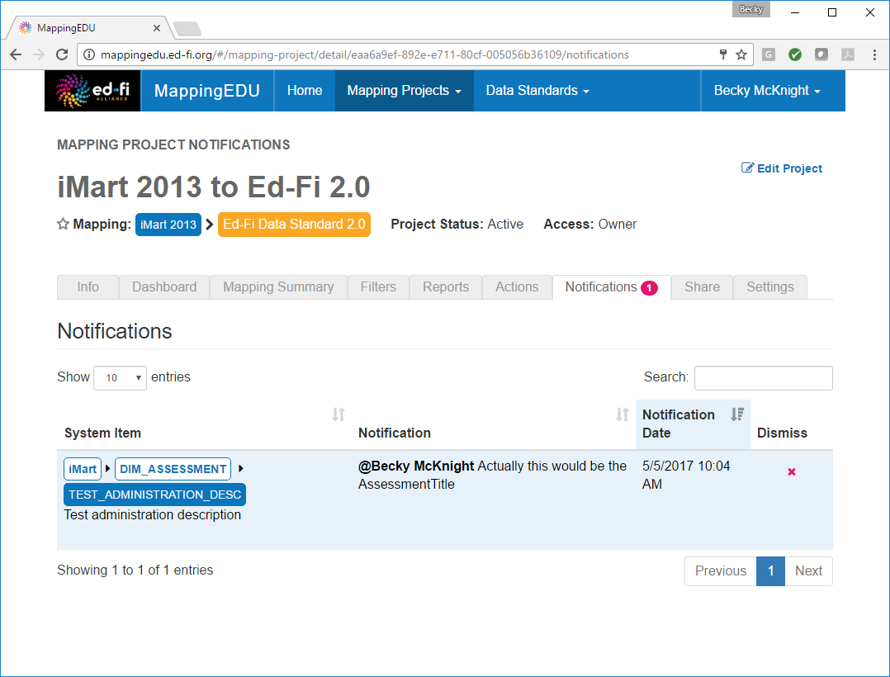 Becky
MappingEDU
mappingedu.ed-fi.org/#/mapping-project/detail/eaa6a9ef-892e-e711-80cf-005056b36109/notifications
ed-fi ALLIANCE MappingEDU Home Mapping Projects Data Standards Becky McKnight
MAPPING PROJECT NOTIFICATIONS
Edit Project
iMart 2013 to Ed-Fi 2.0
Mapping: iMart 2013 Ed-Fi Data Standard 2.0 Project Status: Active Access: Owner
Info Dashboard Mapping Summary Filters Reports Actions Notifications 1 Share Settings
Notifications
Show 10 entries Search:
System Item Notification Notification Date Dismiss
iMart DIM_ASSESSMENT
TEST_ADMINISTRATION_DESC
Test administration description
@Becky McKnight Actually this would be the
AssessmentTitle
5/5/2017 10:04
AM
Showing 1 to 1 of 1 entries Previous 1 Next